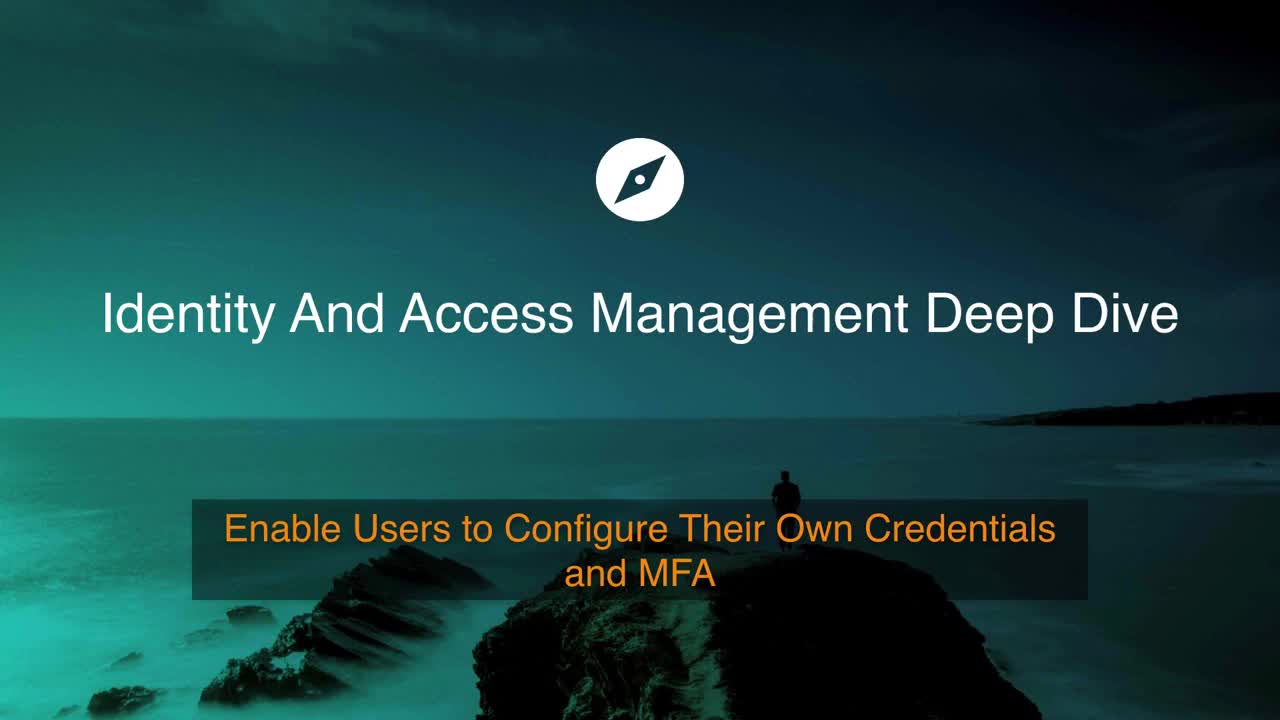 Identity And Access Management Deep Dive
Enable Users to Configure Their Own Credentials
and MFA